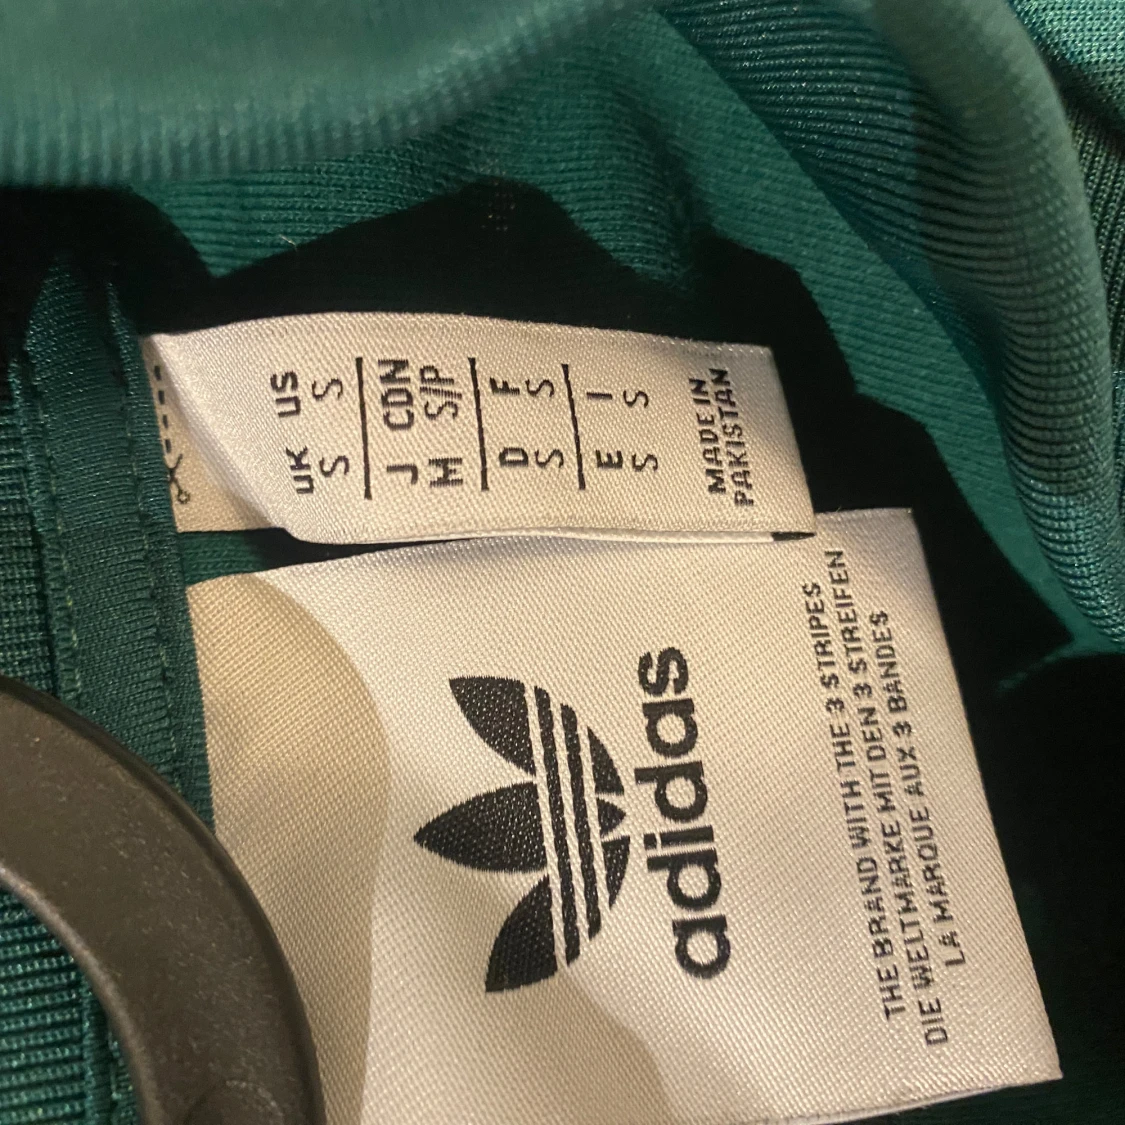 UK US
S S
J CDN
M S/P
D F
S S
E I
S S
MADE IN
PAKISTAN
adidas
THE BRAND WITH THE 3 STRIPES
DIE WELTMARKE MIT DEN 3 STREIFEN
LA MARQUE AUX 3 BANDES